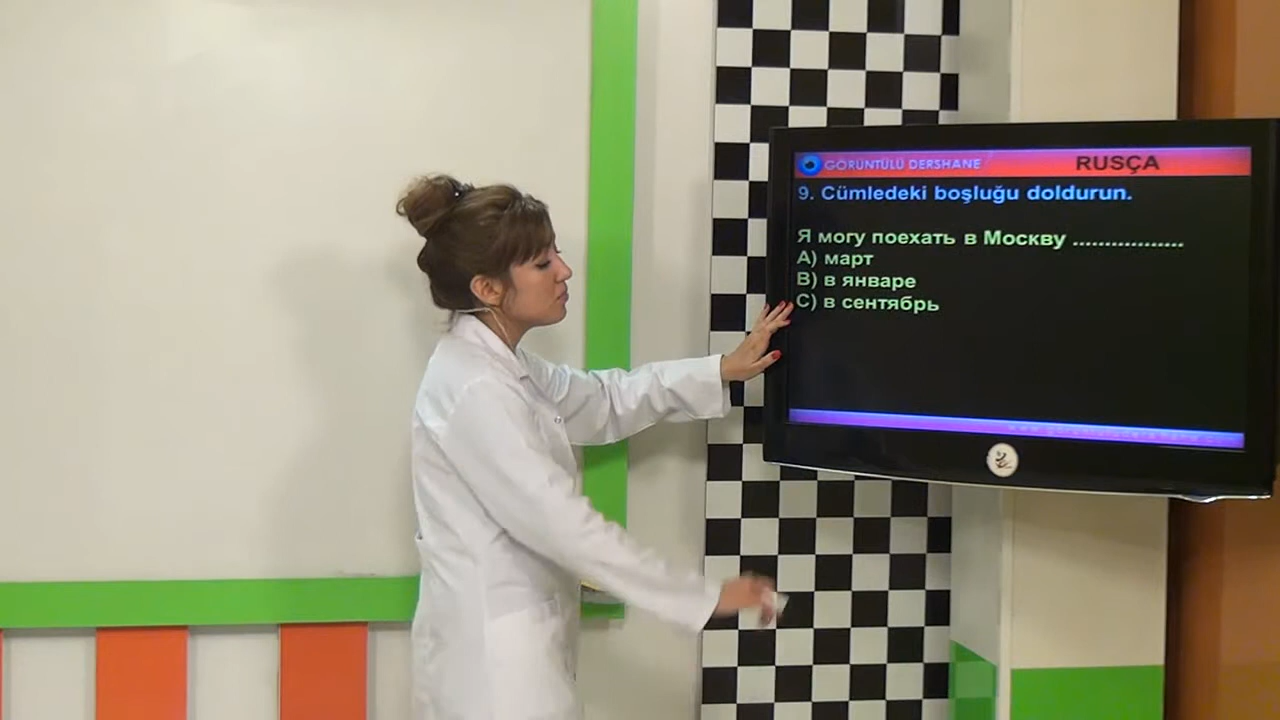 GÖRÜNTÜLÜ DERSHANE
RUSÇA
9. Cümledeki boşluğu doldurun.
Я могу поехать в Москву .................
A) март
B) в январе
C) в сентябрь